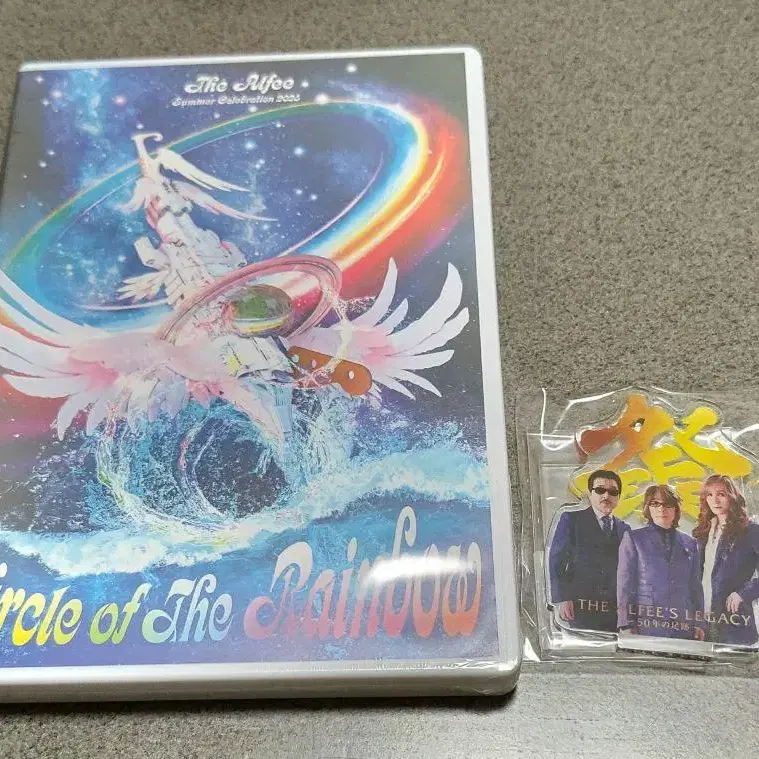 The Alfee
Summer Celebration 2023
ircle of The Rainbow
祭
THE ALFEE'S LEGACY
50年の足跡